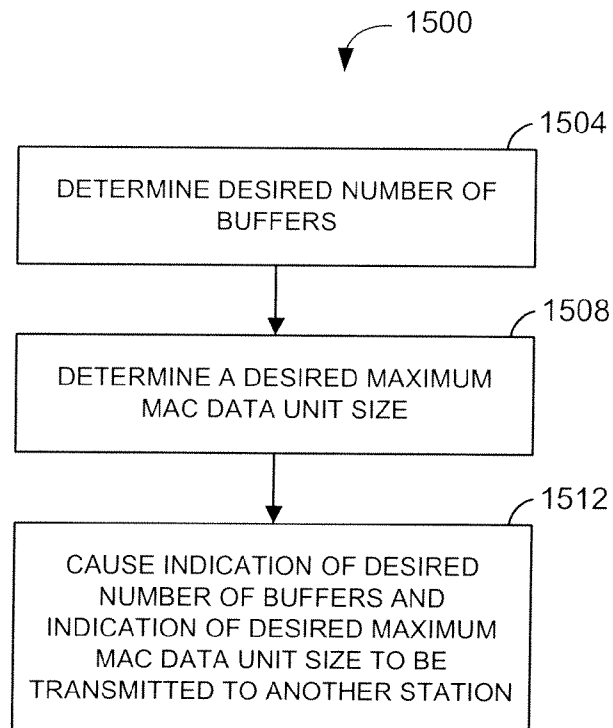 1500
1504
DETERMINE DESIRED NUMBER OF
BUFFERS
1508
DETERMINE A DESIRED MAXIMUM
MAC DATA UNIT SIZE
1512
CAUSE INDICATION OF DESIRED
NUMBER OF BUFFERS AND
INDICATION OF DESIRED MAXIMUM
MAC DATA UNIT SIZE TO BE
TRANSMITTED TO ANOTHER STATION